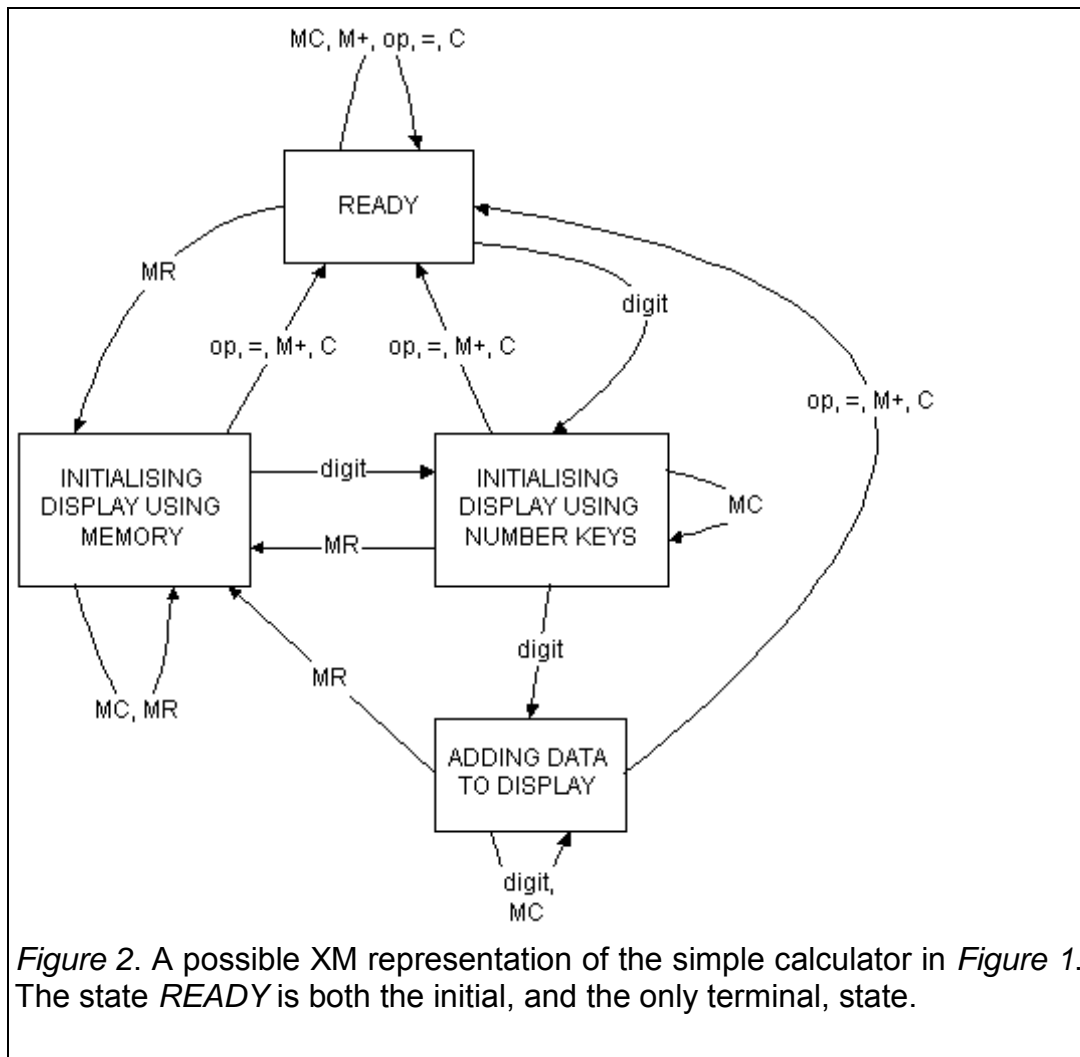 MC, M+, op, =, C
READY
MR
digit
op, =, M+, C
op, =, M+, C
op, =, M+, C
INITIALISING
DISPLAY USING
MEMORY
digit
INITIALISING
DISPLAY USING
NUMBER KEYS
MC
MR
digit
MR
MC, MR
ADDING DATA
TO DISPLAY
digit,
MC
Figure 2. A possible XM representation of the simple calculator in Figure 1.
The state READY is both the initial, and the only terminal, state.